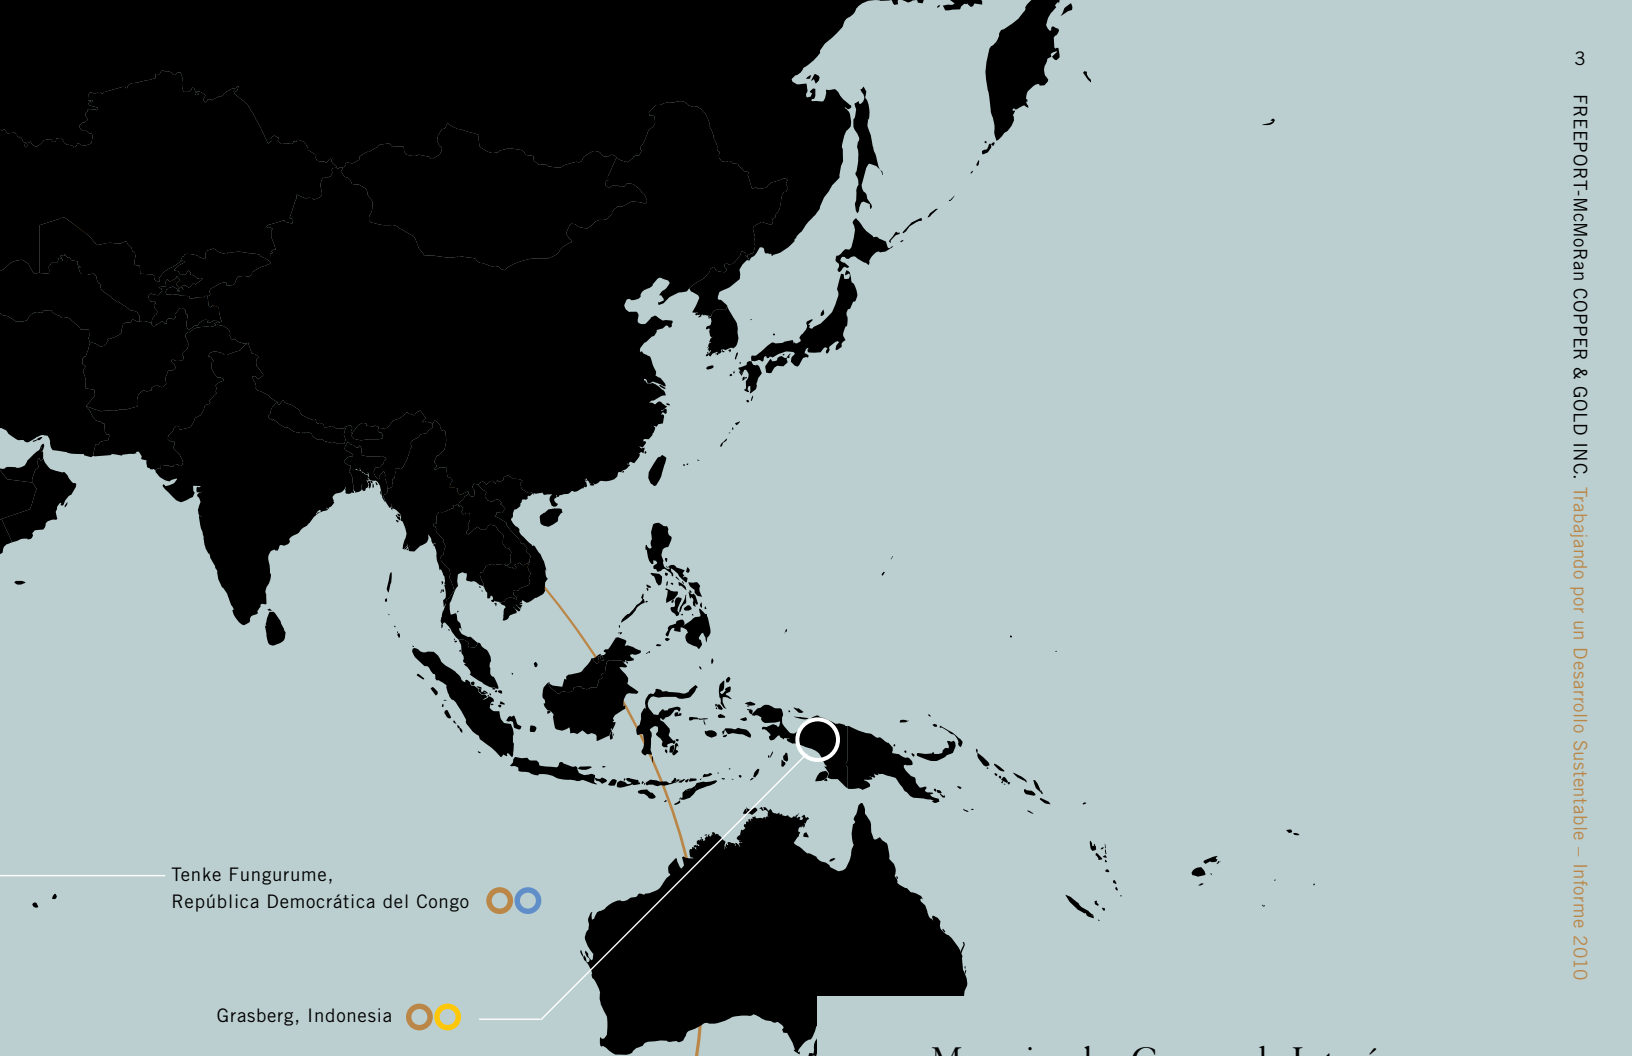 3 FREEPORT-McMoRan COPPER & GOLD INC. Trabajando por un Desarrollo Sustentable – Informe 2010
Tenke Fungurume,
República Democrática del Congo
Grasberg, Indonesia